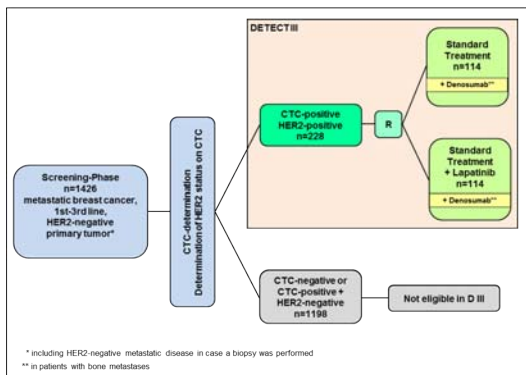 DETECT III
Standard
Treatment
n=114
+ Denosumab**
CTC-positive
HER2-positive
n=228
R
Standard
Treatment
+ Lapatinib
n=114
+ Denosumab**
Screening-Phase
n=1426
metastatic breast cancer,
1st-3rd line,
HER2-negative
primary tumor*
CTC-determination
Determination of HER2 status on CTC
CTC-negative or
CTC-positive +
HER2-negative
n=1198
Not eligible in D III
* including HER2-negative metastatic disease in case a biopsy was performed
** in patients with bone metastases